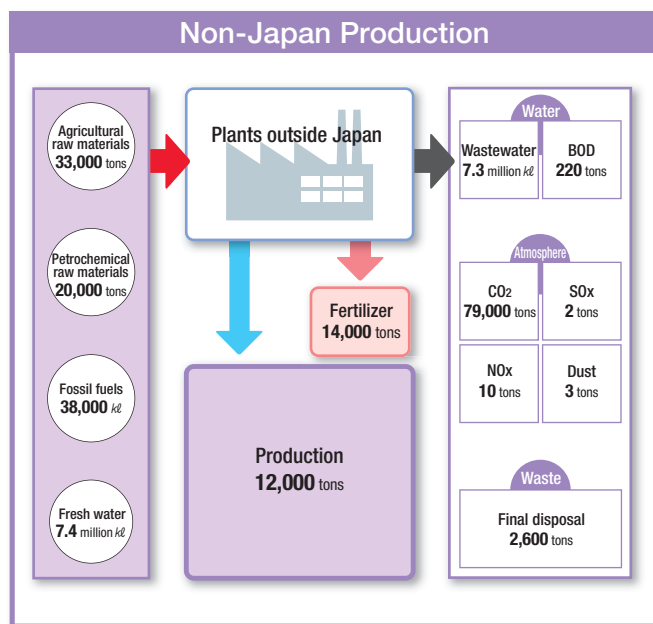 Non-Japan Production
Agricultural
raw materials
33,000 tons
Petrochemical
raw materials
20,000 tons
Fossil fuels
38,000 kℓ
Fresh water
7.4 million kℓ
Plants outside Japan
Fertilizer
14,000 tons
Production
12,000 tons
Water
Wastewater
7.3 million kℓ
BOD
220 tons
Atmosphere
CO2
79,000 tons
SOx
2 tons
NOx
10 tons
Dust
3 tons
Waste
Final disposal
2,600 tons